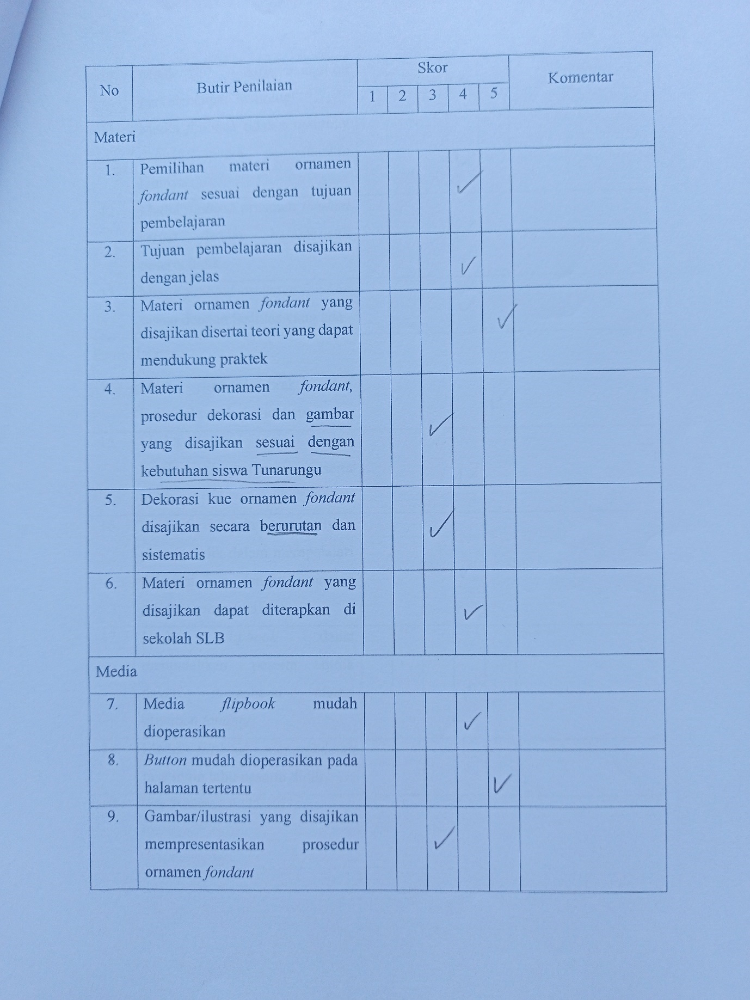 No Butir Penilaian Skor Komentar
1 2 3 4 5
Materi
1. Pemilihan materi ornamen
fondant sesuai dengan tujuan
pembelajaran
✓
2. Tujuan pembelajaran disajikan
dengan jelas
✓
3. Materi ornamen fondant yang
disajikan disertai teori yang dapat
mendukung praktek
✓
4. Materi ornamen fondant,
prosedur dekorasi dan gambar
yang disajikan sesuai dengan
kebutuhan siswa Tunarungu
✓
5. Dekorasi kue ornamen fondant
disajikan secara berurutan dan
sistematis
✓
6. Materi ornamen fondant yang
disajikan dapat diterapkan di
sekolah SLB
✓
Media
7. Media flipbook mudah
dioperasikan
✓
8. Button mudah dioperasikan pada
halaman tertentu
✓
9. Gambar/ilustrasi yang disajikan
mempresentasikan prosedur
ornamen fondant
✓